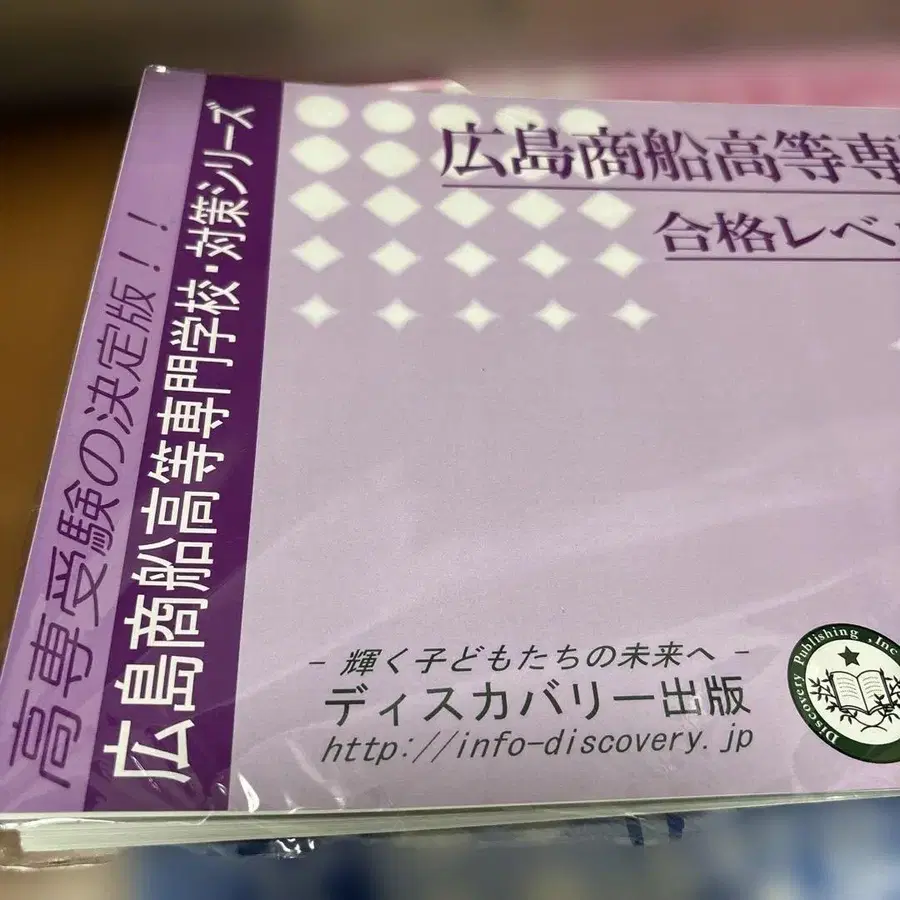 高専受験の決定版!!
広島商船高等専門学校・対策シリーズ
広島商船高等専
合格レベ
- 輝く子どもたちの未来へ -
ディスカバリー出版
http://info-discovery.jp
Discovery Publishing ,Inc